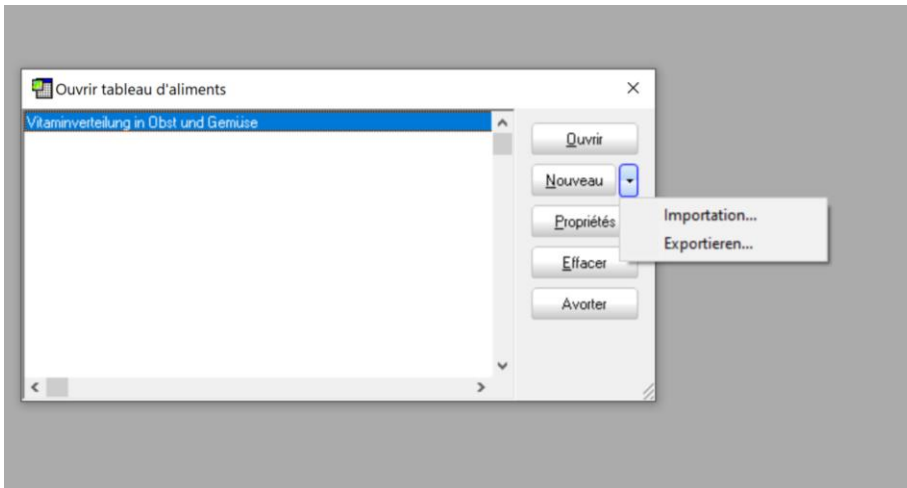 Ouvrir tableau d'aliments
Vitaminverteilung in Obst und Gemüse
Ouvrir
Nouveau
Propriétés
Effacer
Avorter
Importation...
Exportieren...